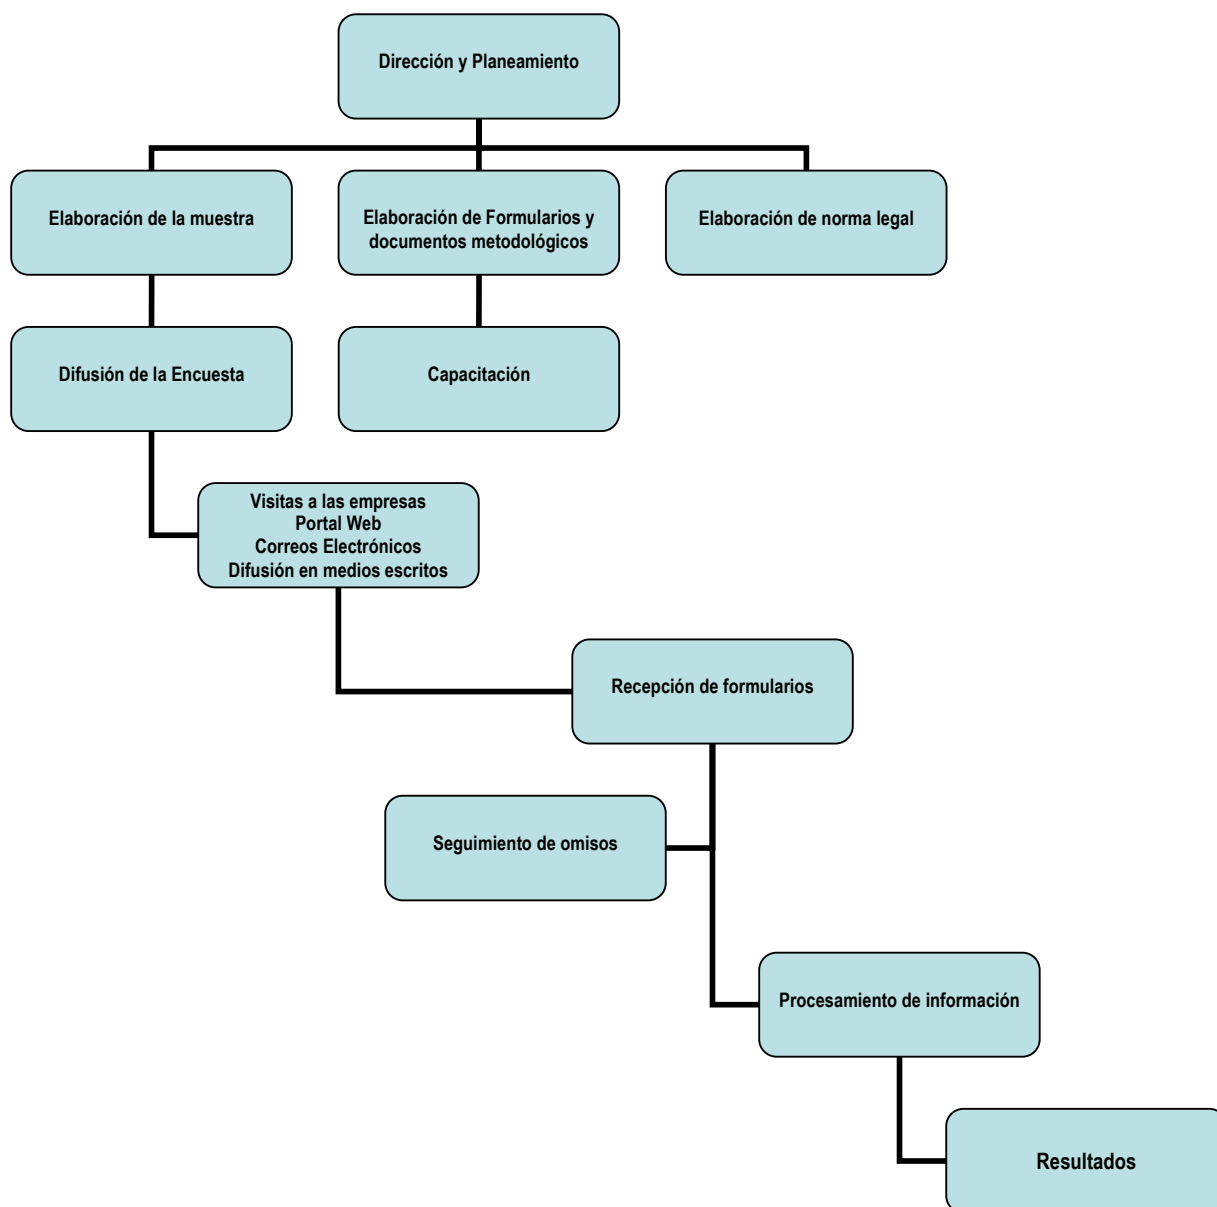 Dirección y Planeamiento
Elaboración de la muestra
Elaboración de Formularios y
documentos metodológicos
Elaboración de norma legal
Difusión de la Encuesta
Capacitación
Visitas a las empresas
Portal Web
Correos Electrónicos
Difusión en medios escritos
Recepción de formularios
Seguimiento de omisos
Procesamiento de información
Resultados